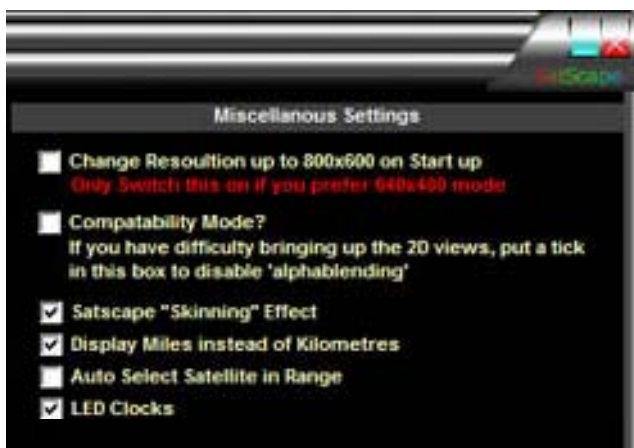 SatScape
Miscellanous Settings
Change Resoultion up to 800x600 on Start up
Only Switch this on if you prefer 640x480 mode
Compatability Mode?
If you have difficulty bringing up the 2D views, put a tick
in this box to disable 'alphablending'
Satscape "Skinning" Effect
Display Miles instead of Kilometres
Auto Select Satellite in Range
LED Clocks